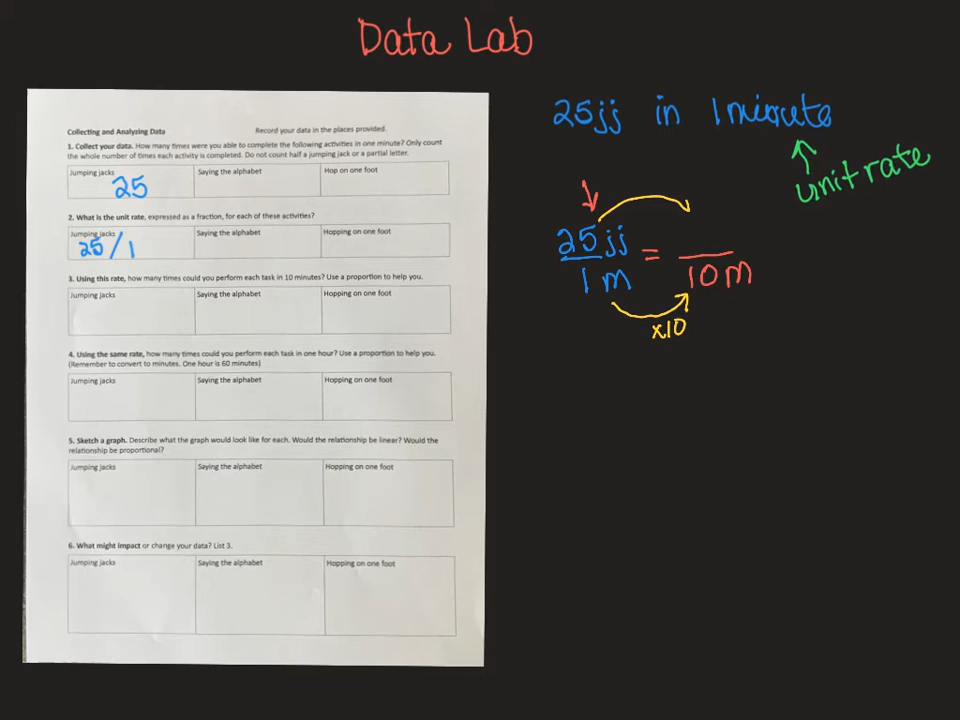 Data Lab
Collecting and Analyzing Data Record your data in the places provided.
1. Collect your data. How many times were you able to complete the following activities in one minute? Only count
the whole number of times each activity is completed. Do not count half a jumping jack or a partial letter.
Jumping jacks Saying the alphabet Hop on one foot
25
2. What is the unit rate, expressed as a fraction, for each of these activities?
Jumping jacks Saying the alphabet Hopping on one foot
25/1
3. Using this rate, how many times could you perform each task in 10 minutes? Use a proportion to help you.
Jumping jacks Saying the alphabet Hopping on one foot
4. Using the same rate, how many times could you perform each task in one hour? Use a proportion to help you.
(Remember to convert to minutes. One hour is 60 minutes)
Jumping jacks Saying the alphabet Hopping on one foot
5. Sketch a graph. Describe what the graph would look like for each. Would the relationship be linear? Would the
relationship be proportional?
Jumping jacks Saying the alphabet Hopping on one foot
6. What might impact or change your data? List 3.
Jumping jacks Saying the alphabet Hopping on one foot
25jj in 1 minute
unit rate
25jj
=
1 m 10 m
x10